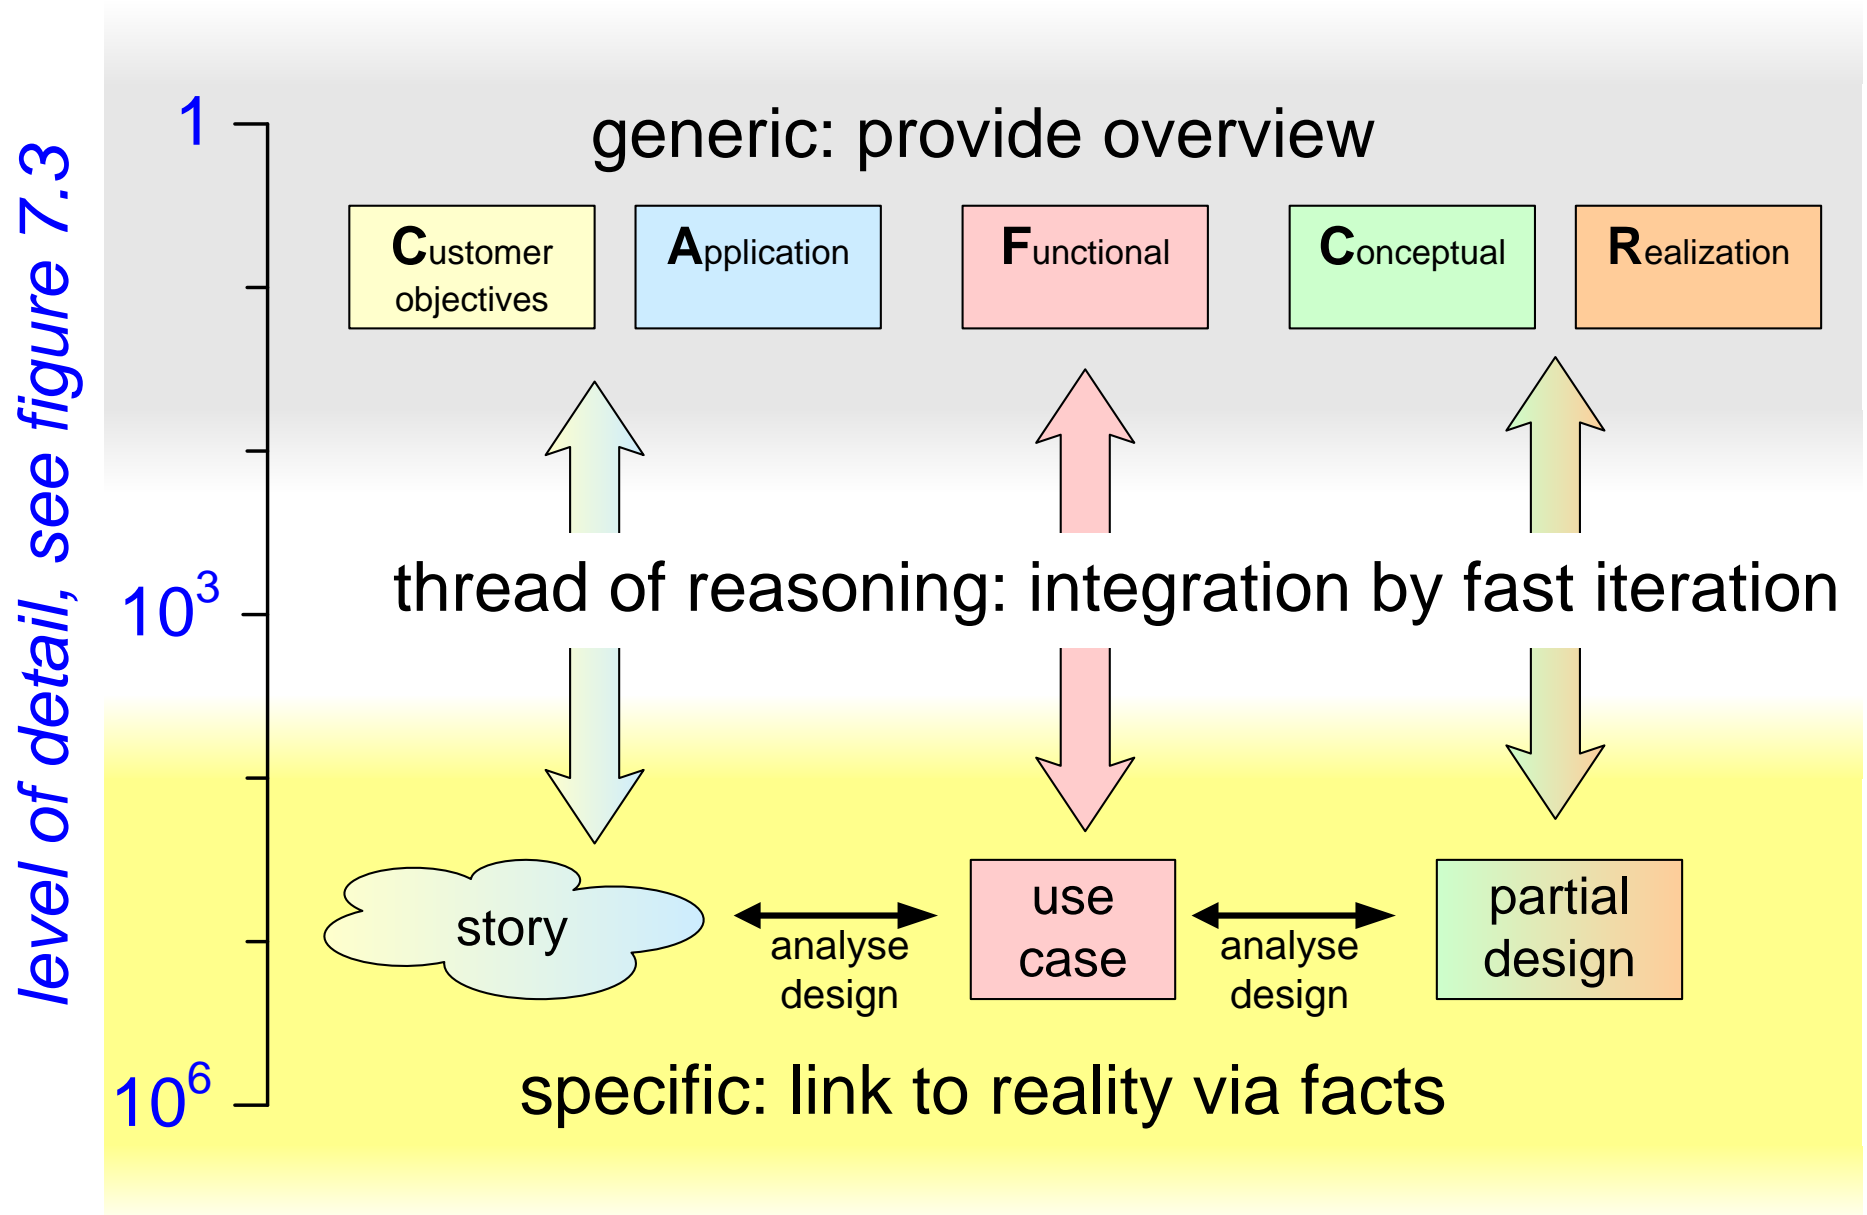 level of detail, see figure 7.3
1
10³
10⁶
generic: provide overview
Customer
objectives
Application
Functional
Conceptual
Realization
thread of reasoning: integration by fast iteration
story
analyse
design
use
case
analyse
design
partial
design
specific: link to reality via facts